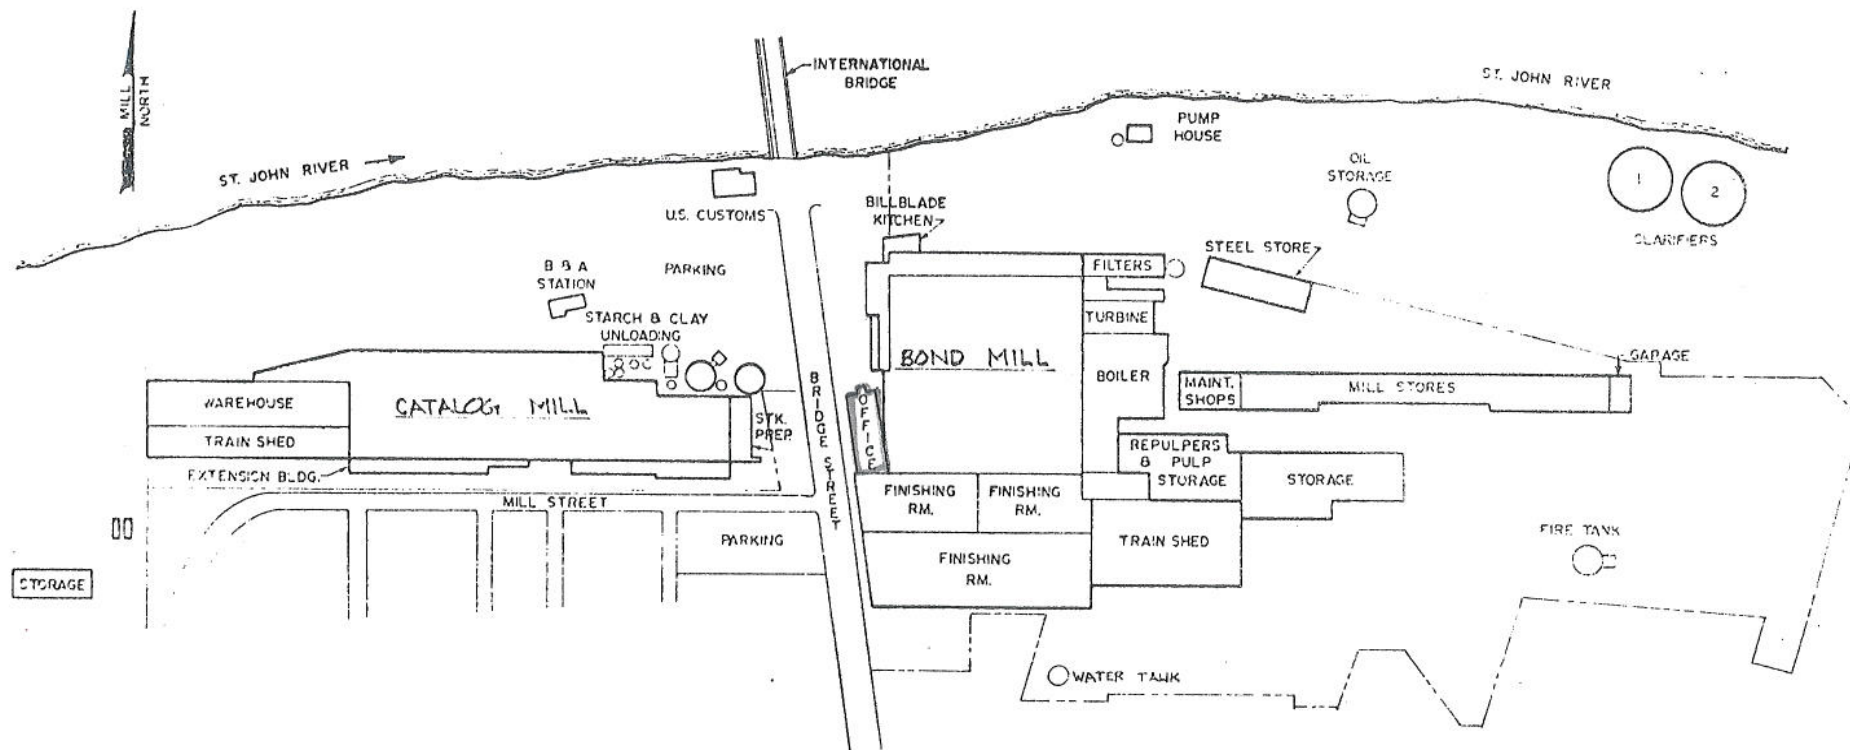 MILL
NORTH
INTERNATIONAL
BRIDGE
ST. JOHN RIVER
PUMP
HOUSE
ST. JOHN RIVER
OIL
STORAGE
1
2
CLARIFIERS
U.S. CUSTOMS
BILLBLADE
KITCHEN
STEEL STORE
B & A
STATION
PARKING
FILTERS
STARCH & CLAY
UNLOADING
TURBINE
BOND MILL
BOILER
GARAGE
MAINT.
SHOPS
MILL STORES
WAREHOUSE
CATALOG MILL
TRAIN SHED
STK.
PREP.
BRIDGE STREET
OFFICE
EXTENSION BLDG.
REPULPERS
& PULP
STORAGE
STORAGE
MILL STREET
FINISHING
RM.
FINISHING
RM.
PARKING
TRAIN SHED
FINISHING
RM.
FIRE TANK
STORAGE
WATER TANK